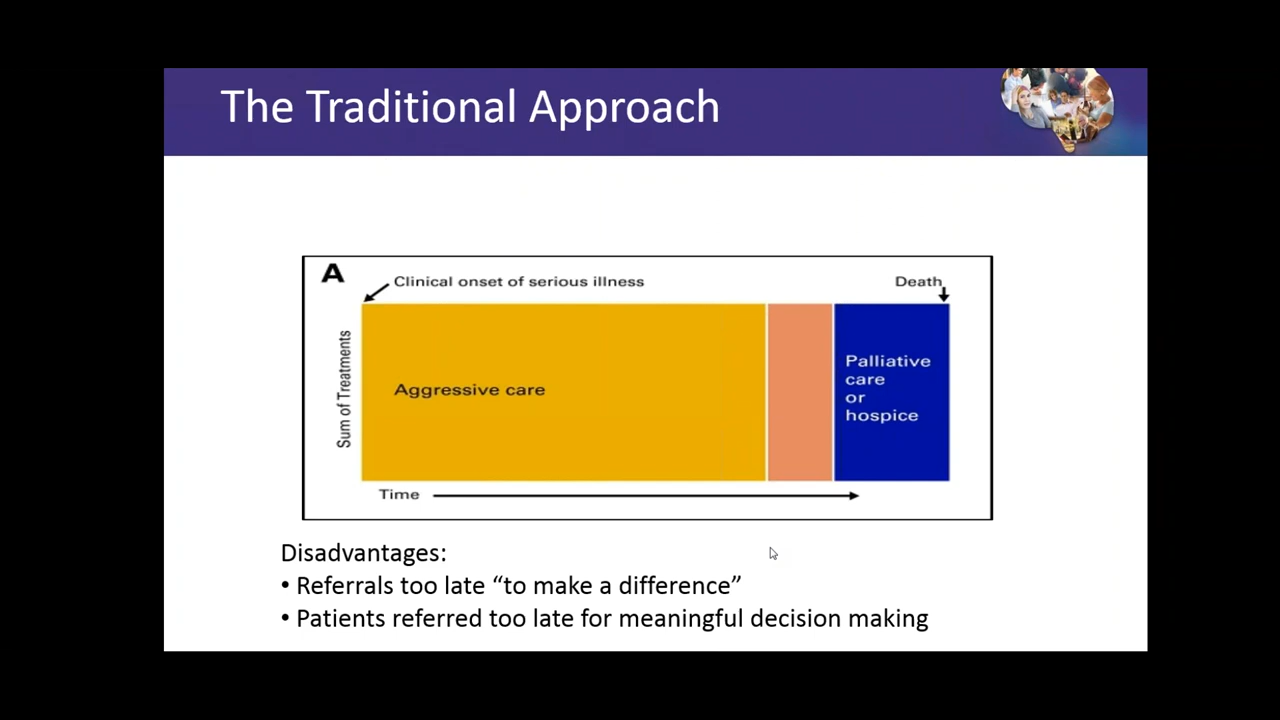 The Traditional Approach
A
Clinical onset of serious illness
Death
Sum of Treatments
Aggressive care
Palliative
care
or
hospice
Time
Disadvantages:
• Referrals too late “to make a difference”
• Patients referred too late for meaningful decision making